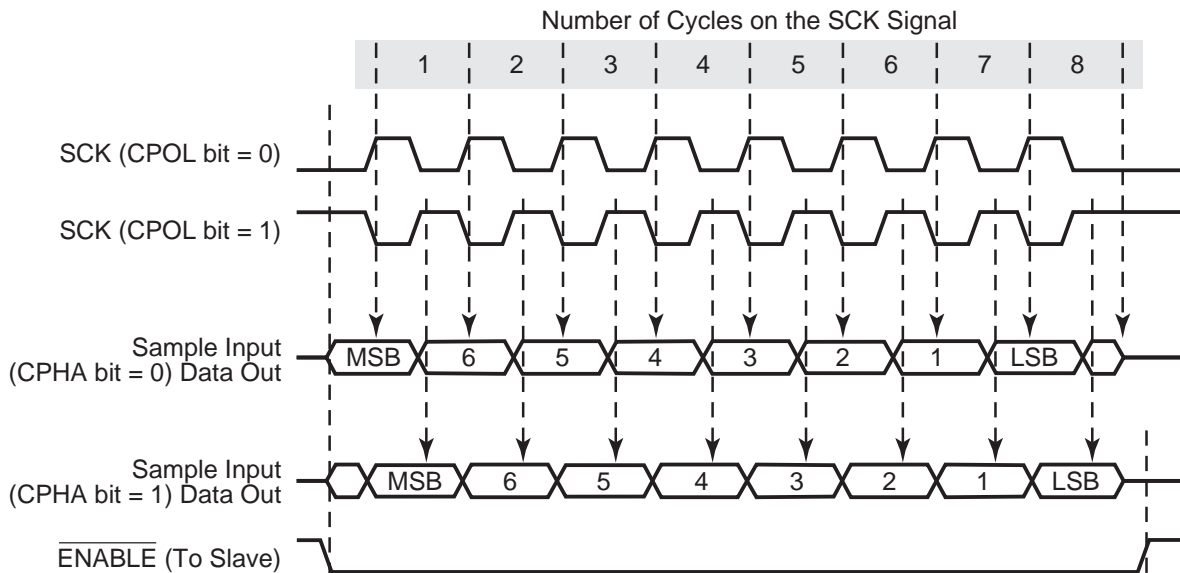 Number of Cycles on the SCK Signal
1 2 3 4 5 6 7 8
SCK (CPOL bit = 0)
SCK (CPOL bit = 1)
Sample Input
(CPHA bit = 0) Data Out
MSB 6 5 4 3 2 1 LSB
Sample Input
(CPHA bit = 1) Data Out
MSB 6 5 4 3 2 1 LSB
ENABLE (To Slave)